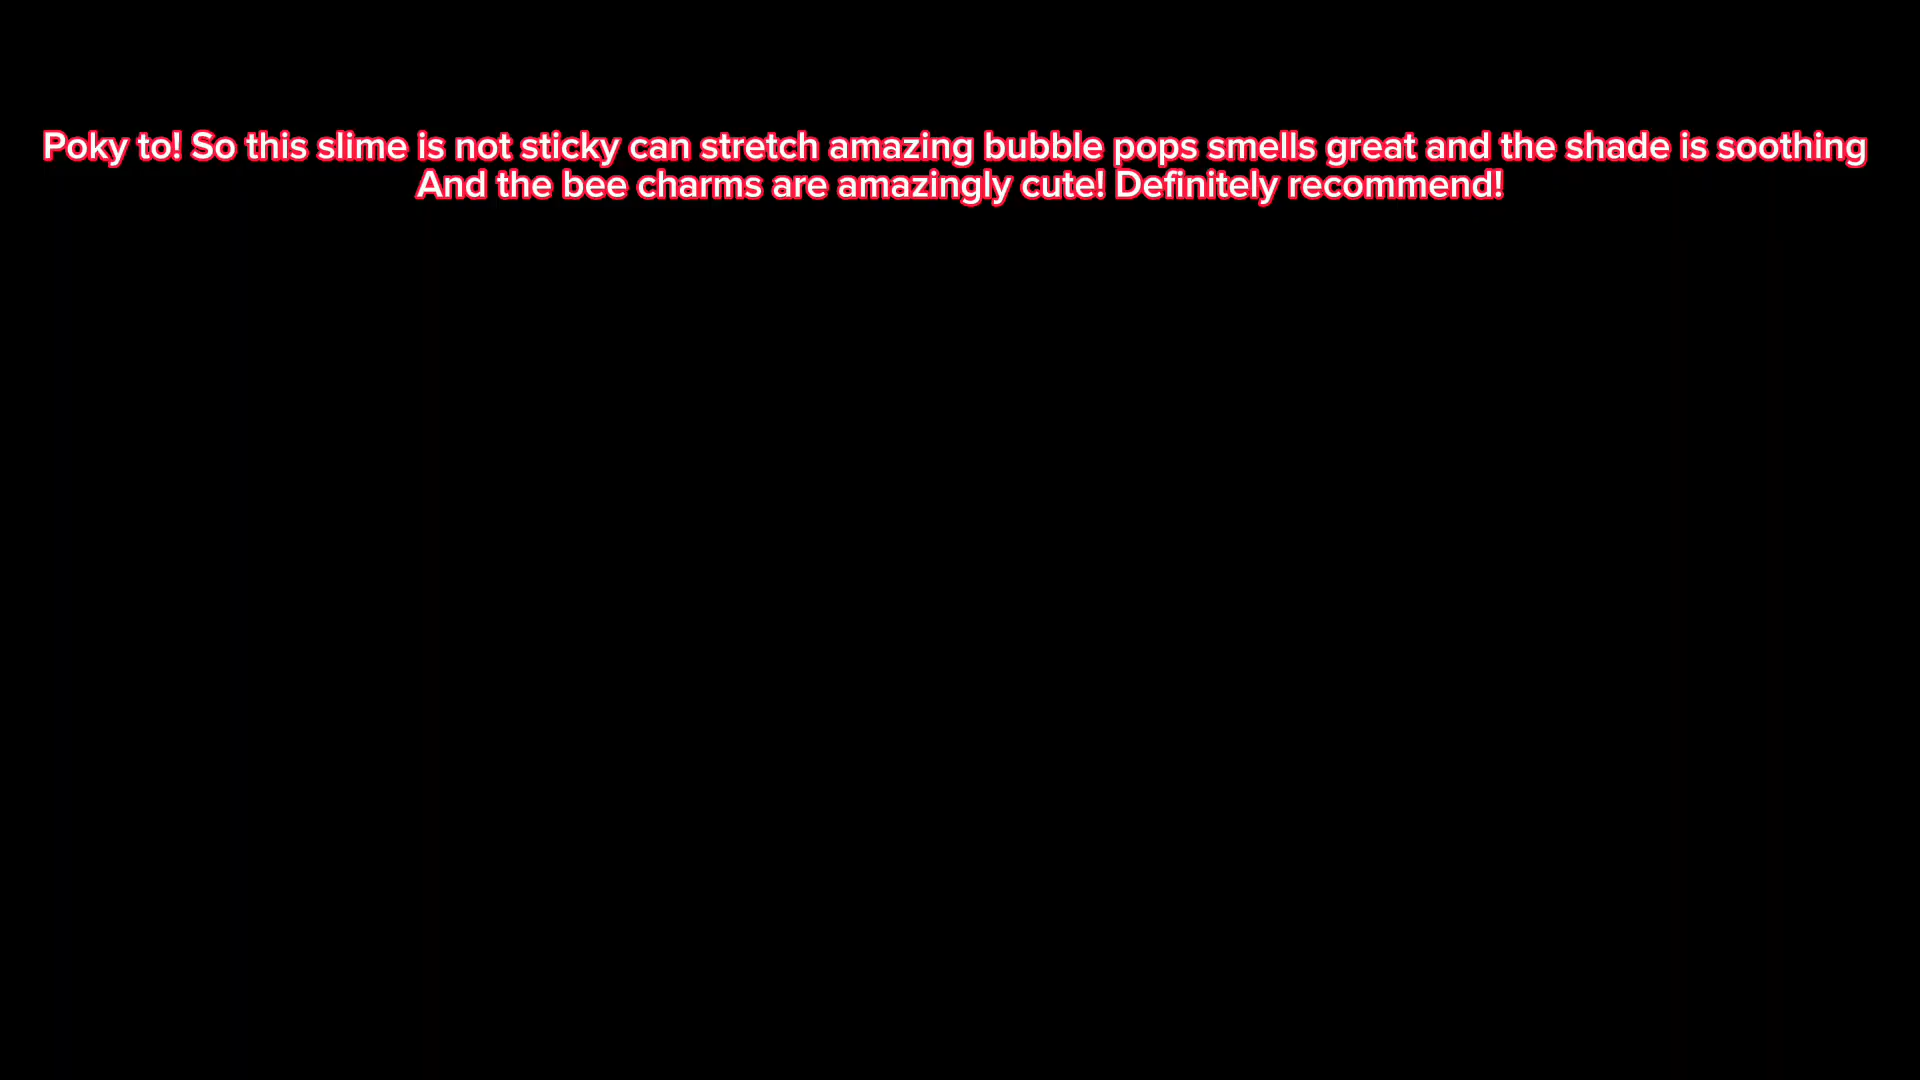 Poky to! So this slime is not sticky can stretch amazing bubble pops smells great and the shade is soothing
And the bee charms are amazingly cute! Definitely recommend!